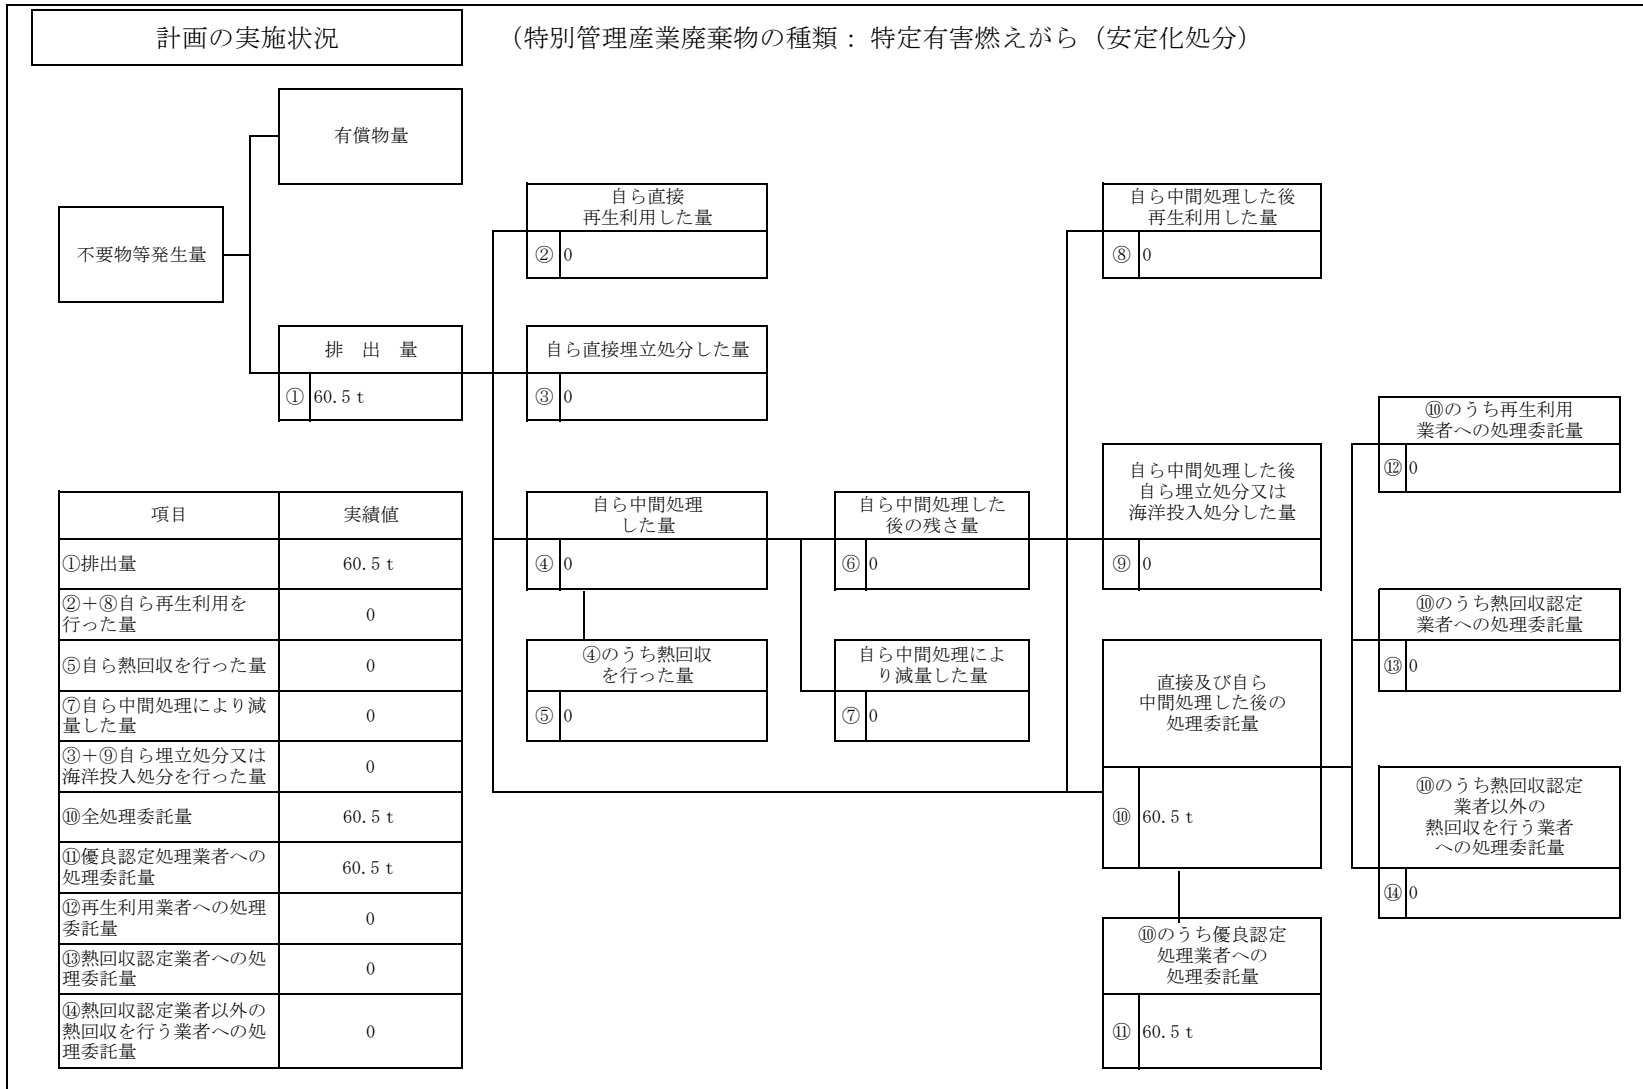 計画の実施状況
（特別管理産業廃棄物の種類：特定有害燃えがら（安定化処分）
有償物量
不要物等発生量
排　出　量
① 60.5ｔ
自ら直接
再生利用した量
② 0
自ら直接埋立処分した量
③ 0
自ら中間処理した後
再生利用した量
⑧ 0
自ら中間処理
した量
④ 0
④のうち熱回収
を行った量
⑤ 0
自ら中間処理した
後の残さ量
⑥ 0
自ら中間処理によ
り減量した量
⑦ 0
自ら中間処理した後
自ら埋立処分又は
海洋投入処分した量
⑨ 0
直接及び自ら
中間処理した後の
処理委託量
⑩ 60.5ｔ
⑩のうち優良認定
処理業者への
処理委託量
⑪ 60.5ｔ
⑩のうち再生利用
業者への処理委託量
⑫ 0
⑩のうち熱回収認定
業者への処理委託量
⑬ 0
⑩のうち熱回収認定
業者以外の
熱回収を行う業者
への処理委託量
⑭ 0
項目 実績値
①排出量 60.5ｔ
②＋⑧自ら再生利用を
行った量 0
⑤自ら熱回収を行った量 0
⑦自ら中間処理により減
量した量 0
③＋⑨自ら埋立処分又は
海洋投入処分を行った量 0
⑩全処理委託量 60.5ｔ
⑪優良認定処理業者への
処理委託量 60.5ｔ
⑫再生利用業者への処理
委託量 0
⑬熱回収認定業者への処
理委託量 0
⑭熱回収認定業者以外の
熱回収を行う業者への処
理委託量 0